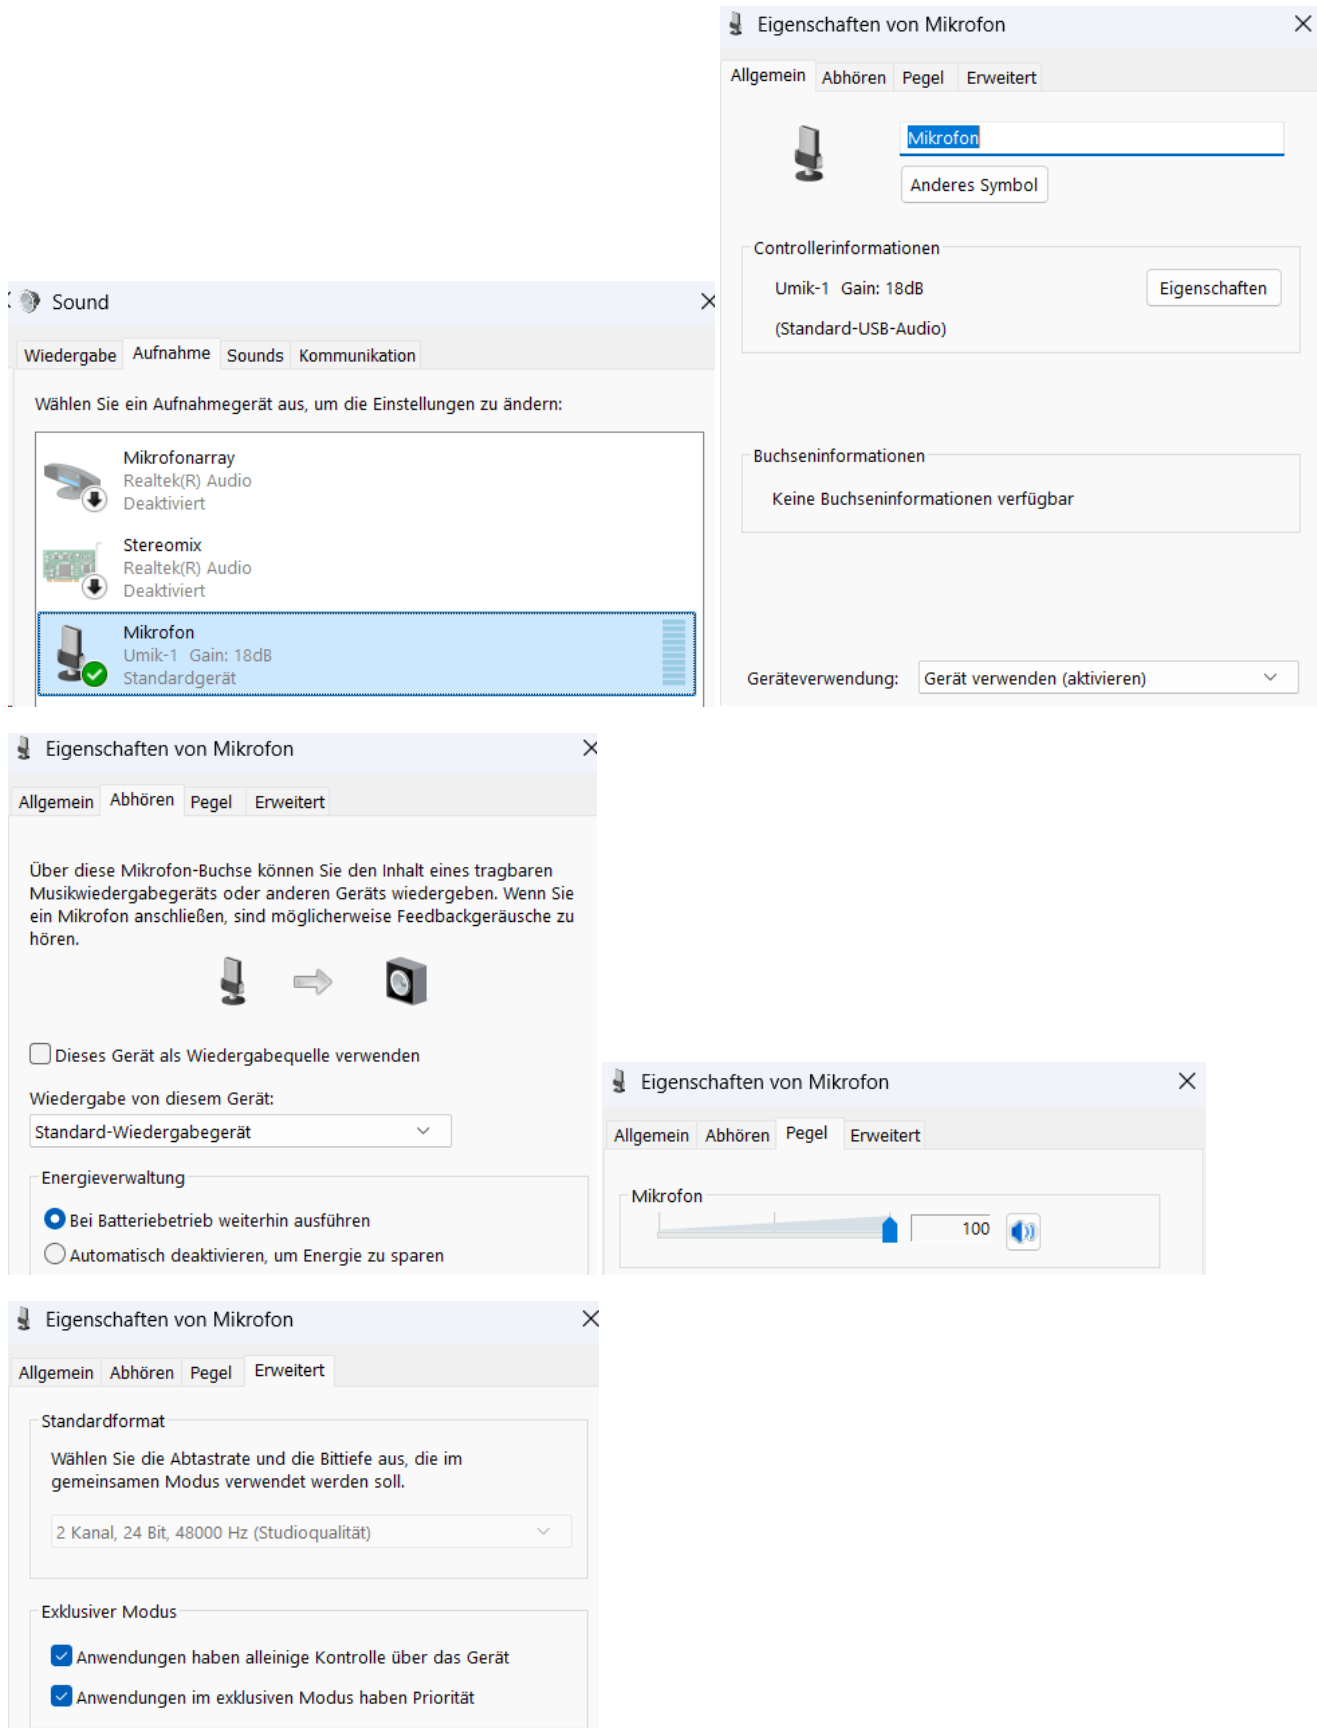 Eigenschaften von Mikrofon
Allgemein Abhören Pegel Erweitert
Mikrofon
Anderes Symbol
Controllerinformationen
Umik-1 Gain: 18dB
Eigenschaften
(Standard-USB-Audio)
Buchseninformationen
Keine Buchseninformationen verfügbar
Geräteverwendung: Gerät verwenden (aktivieren)
Sound
Wiedergabe Aufnahme Sounds Kommunikation
Wählen Sie ein Aufnahmegerät aus, um die Einstellungen zu ändern:
Mikrofonarray
Realtek(R) Audio
Deaktiviert
Stereomix
Realtek(R) Audio
Deaktiviert
Mikrofon
Umik-1 Gain: 18dB
Standardgerät
Eigenschaften von Mikrofon
Allgemein Abhören Pegel Erweitert
Über diese Mikrofon-Buchse können Sie den Inhalt eines tragbaren
Musikwiedergabegeräts oder anderen Geräts wiedergeben. Wenn Sie
ein Mikrofon anschließen, sind möglicherweise Feedbackgeräusche zu
hören.
Dieses Gerät als Wiedergabequelle verwenden
Wiedergabe von diesem Gerät:
Standard-Wiedergabegerät
Energieverwaltung
Bei Batteriebetrieb weiterhin ausführen
Automatisch deaktivieren, um Energie zu sparen
Eigenschaften von Mikrofon
Allgemein Abhören Pegel Erweitert
Mikrofon
100
Eigenschaften von Mikrofon
Allgemein Abhören Pegel Erweitert
Standardformat
Wählen Sie die Abtastrate und die Bittiefe aus, die im
gemeinsamen Modus verwendet werden soll.
2 Kanal, 24 Bit, 48000 Hz (Studioqualität)
Exklusiver Modus
Anwendungen haben alleinige Kontrolle über das Gerät
Anwendungen im exklusiven Modus haben Priorität